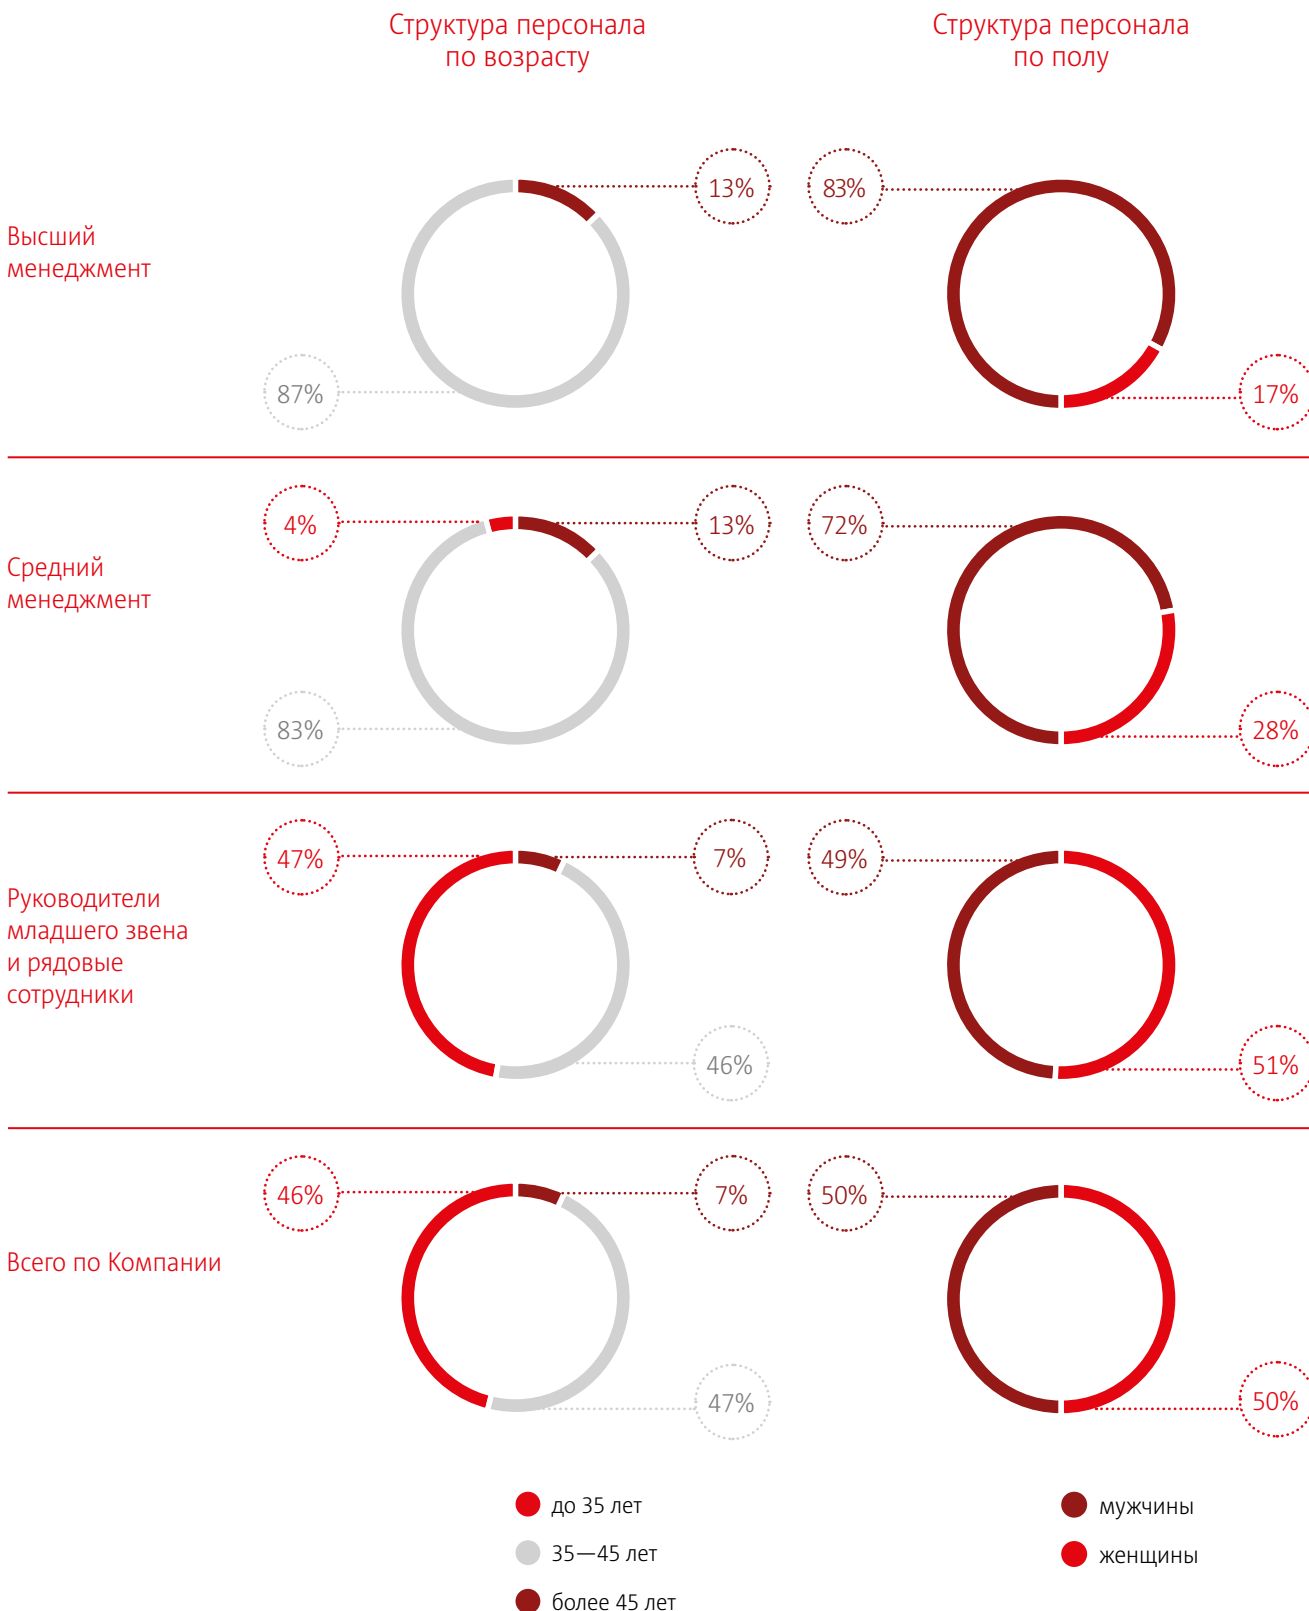 Структура персонала
по возрасту
Структура персонала
по полу
Высший
менеджмент
13%
87%
83%
17%
Средний
менеджмент
4%
13%
83%
72%
28%
Руководители
младшего звена
и рядовые
сотрудники
47%
7%
46%
49%
51%
Всего по Компании
46%
7%
47%
50%
50%
до 35 лет
35—45 лет
более 45 лет
мужчины
женщины